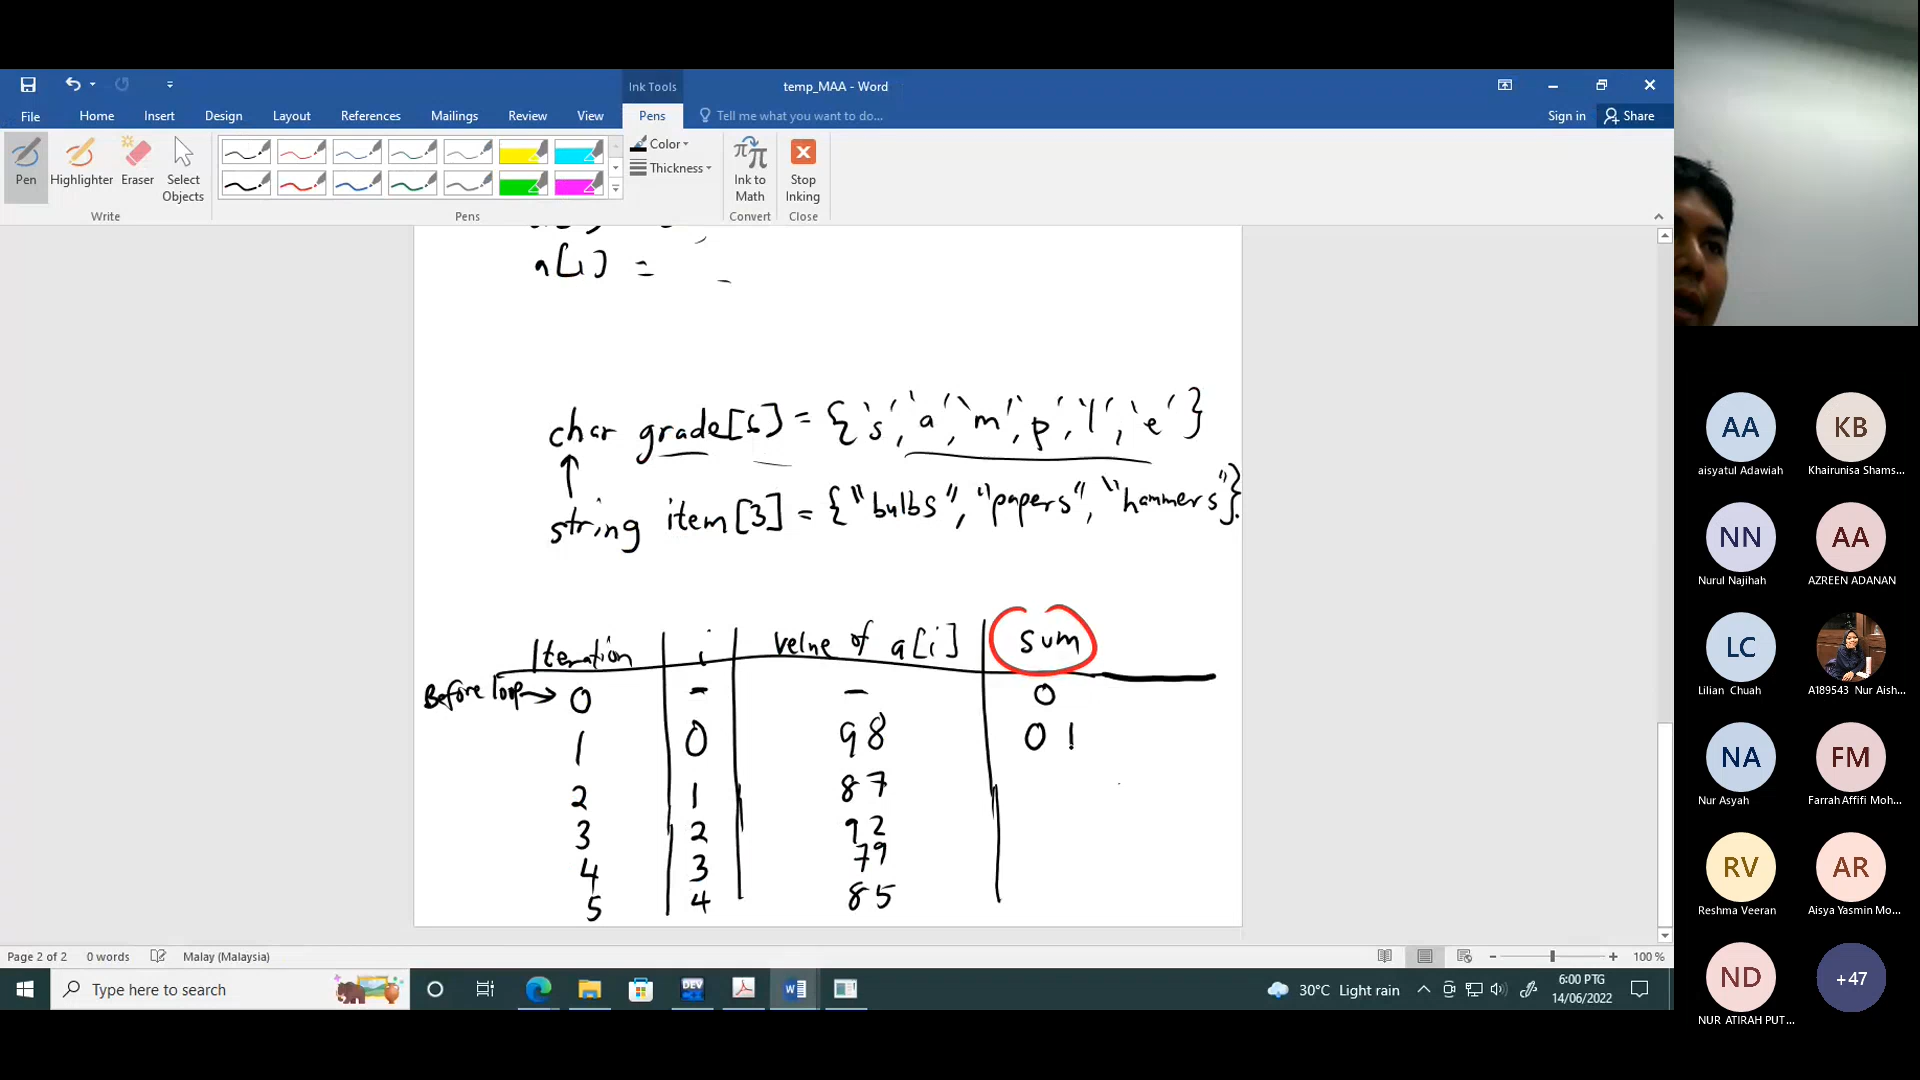 Ink Tools
temp_MAA - Word
File Home Insert Design Layout References Mailings Review View Pens Tell me what you want to do... Sign in Share
Pen Highlighter Eraser Select Objects
Color
Thickness
Ink to Math
Stop Inking
Write Pens Convert Close
a[i] =
char grade[6] = {'s','a','m','p','l','e'}
string item[3] = {"bulbs", "papers", "hammers"}.
Iteration i velne of a[i] sum
Before loop → 0 - - 0
1 0 98 0 1
2 1 87
3 2 92
4 3 79
5 4 85
Page 2 of 2 0 words Malay (Malaysia) 100 %
Type here to search
DEV
30°C Light rain
6:00 PTG
14/06/2022
AA KB
aisyatul Adawiah Khairunisa Shams...
NN AA
Nurul Najihah AZREEN ADANAN
LC
Lilian Chuah A189543 Nur Aish...
NA FM
Nur Asyah Farrah Affifi Moh...
RV AR
Reshma Veeran Aisya Yasmin Mo...
ND +47
NUR ATIRAH PUT...